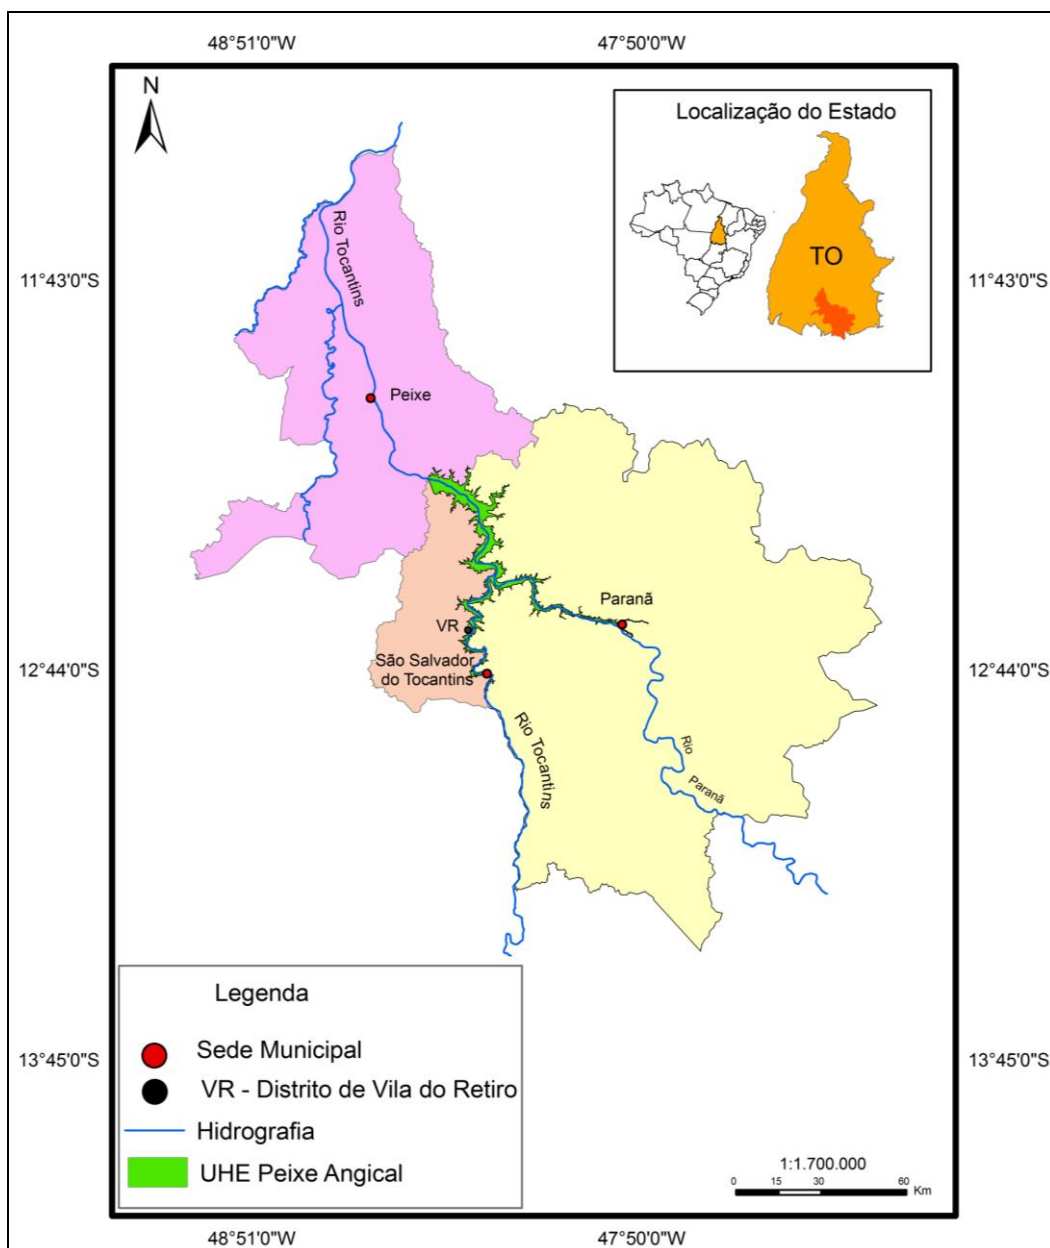 48°51'0"W 47°50'0"W
N
Localização do Estado
TO
11°43'0"S 11°43'0"S
Rio Tocantins
Peixe
Paranã
VR
São Salvador
do Tocantins
12°44'0"S 12°44'0"S
Rio Tocantins
Rio
Paranã
Legenda
Sede Municipal
VR - Distrito de Vila do Retiro
Hidrografia
UHE Peixe Angical
13°45'0"S 13°45'0"S
1:1.700.000
0 15 30 60
Km
48°51'0"W 47°50'0"W